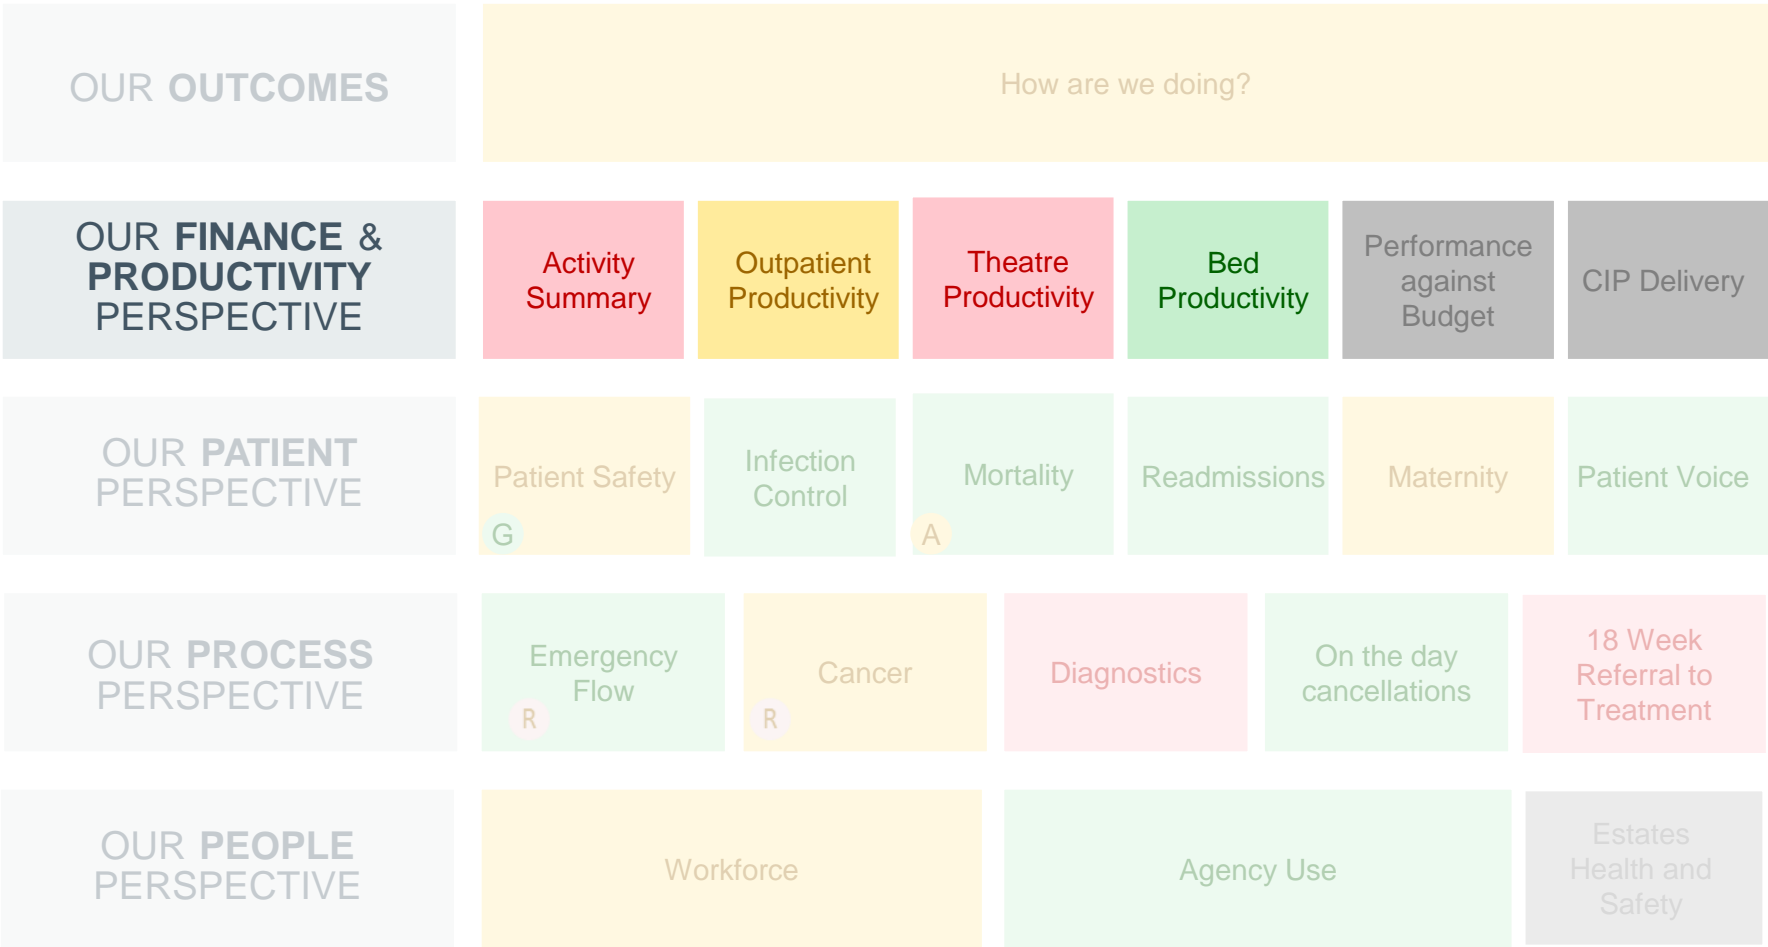 OUR OUTCOMES
How are we doing?
OUR FINANCE &
PRODUCTIVITY
PERSPECTIVE
Activity
Summary
Outpatient
Productivity
Theatre
Productivity
Bed
Productivity
Performance
against
Budget
CIP Delivery
OUR PATIENT
PERSPECTIVE
Patient Safety
G
Infection
Control
Mortality
A
Readmissions
Maternity
Patient Voice
OUR PROCESS
PERSPECTIVE
Emergency
Flow
R
Cancer
R
Diagnostics
On the day
cancellations
18 Week
Referral to
Treatment
OUR PEOPLE
PERSPECTIVE
Workforce
Agency Use
Estates
Health and
Safety